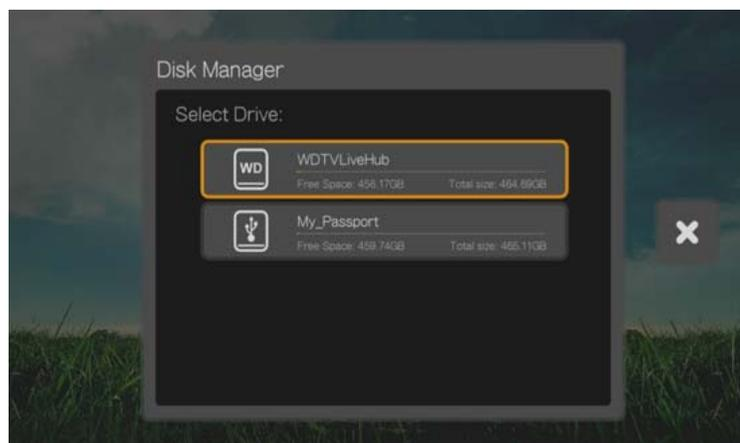 Disk Manager
Select Drive:
WD
WDTVLiveHub
Free Space: 456.17GB Total size: 464.69GB
My_Passport
Free Space: 459.74GB Total size: 465.11GB